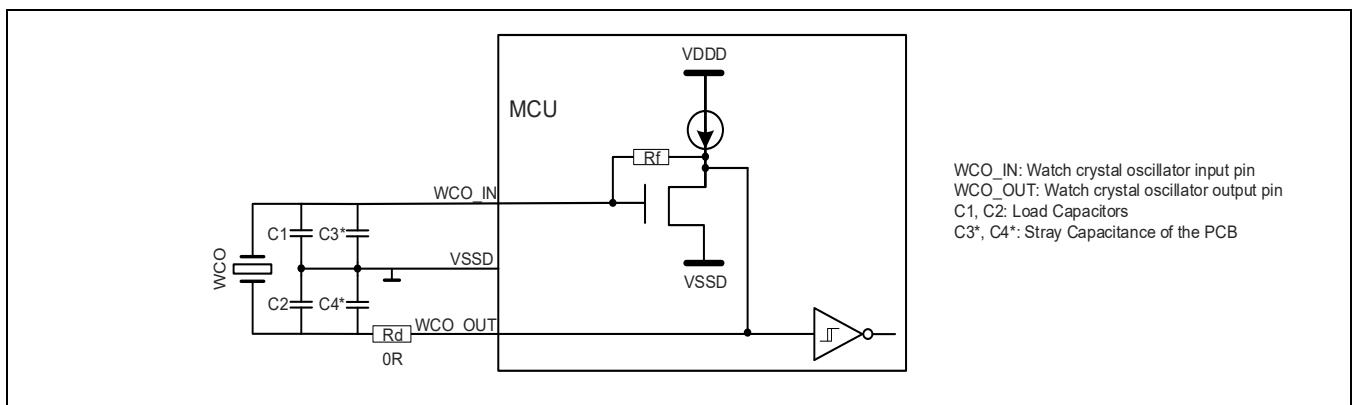 VDDD
MCU
Rf
WCO_IN
C1
C3*
VSSD
WCO
VSSD
C2
C4*
WCO_OUT
Rd
0R
WCO_IN: Watch crystal oscillator input pin
WCO_OUT: Watch crystal oscillator output pin
C1, C2: Load Capacitors
C3*, C4*: Stray Capacitance of the PCB